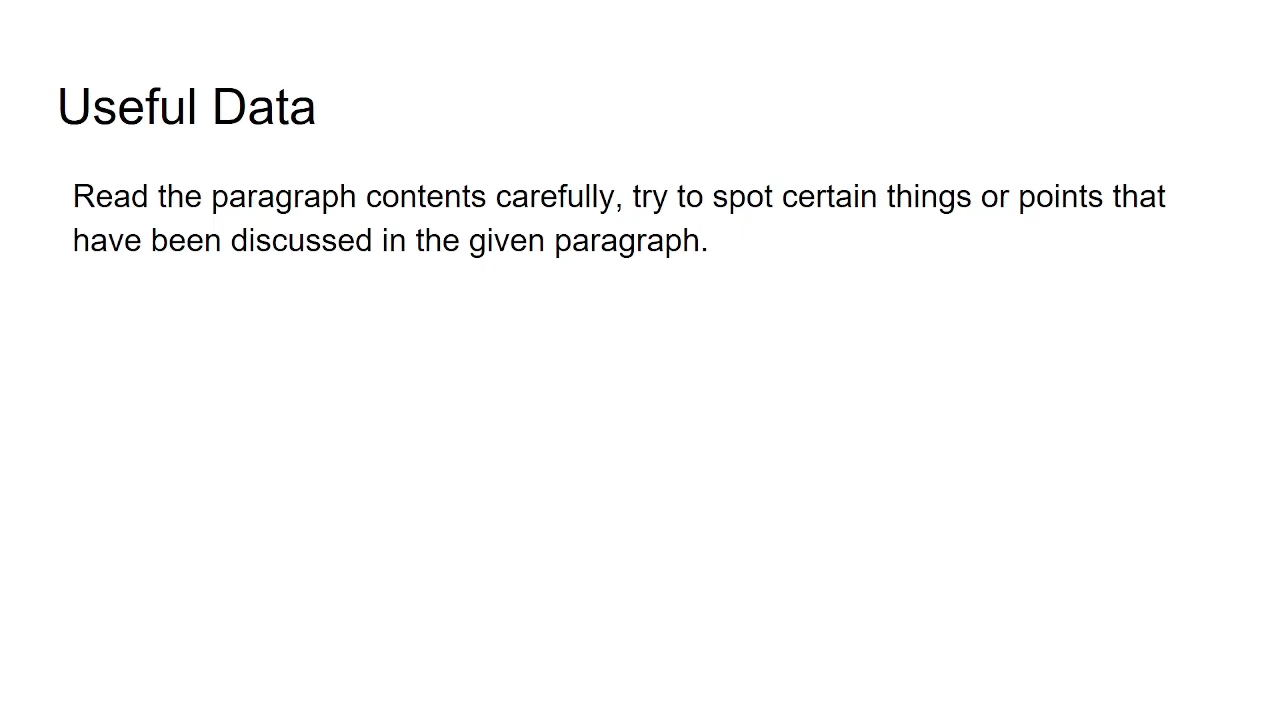 Useful Data
Read the paragraph contents carefully, try to spot certain things or points that
have been discussed in the given paragraph.